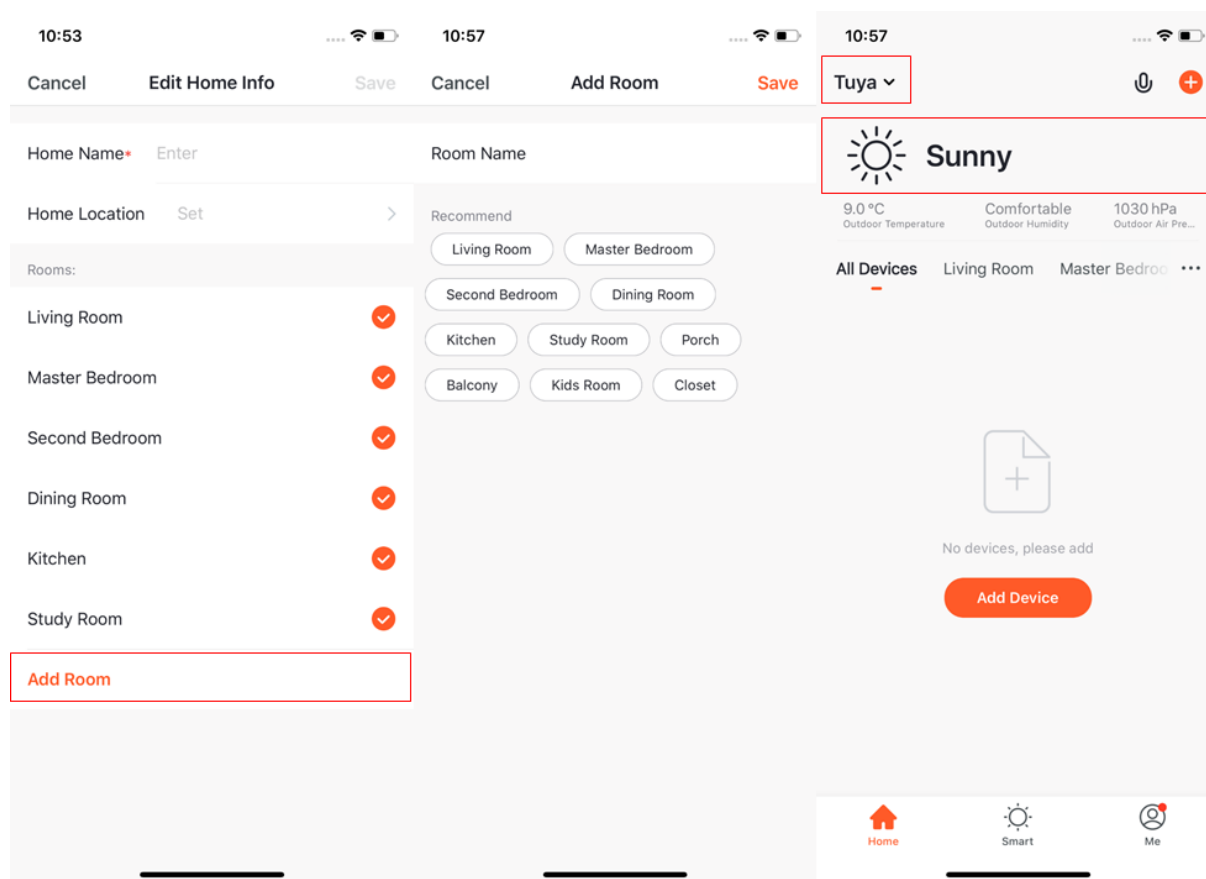 10:53
Cancel Edit Home Info Save
Home Name* Enter
Home Location Set
Rooms:
Living Room
Master Bedroom
Second Bedroom
Dining Room
Kitchen
Study Room
Add Room
10:57
Cancel Add Room Save
Room Name
Recommend
Living Room Master Bedroom
Second Bedroom Dining Room
Kitchen Study Room Porch
Balcony Kids Room Closet
10:57
Tuya
Sunny
9.0 °C Comfortable 1030 hPa
Outdoor Temperature Outdoor Humidity Outdoor Air Pre...
All Devices Living Room Master Bedroo ...
No devices, please add
Add Device
Home Smart Me